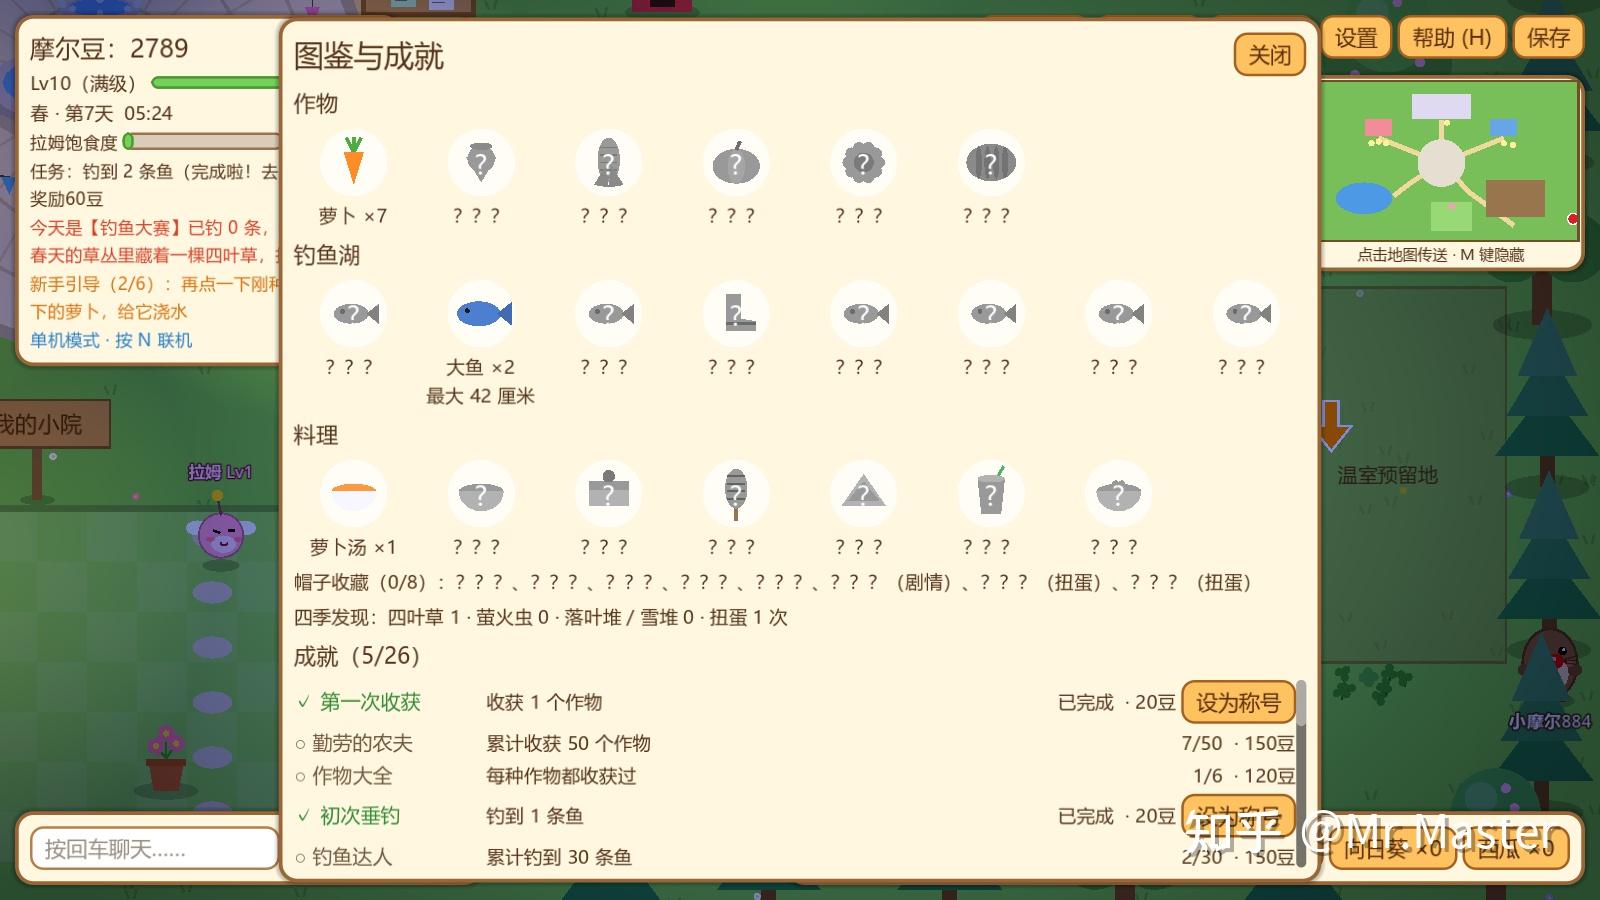 摩尔豆：2789
Lv10（满级）
春 · 第7天 05:24
拉姆饱食度
任务：钓到 2 条鱼（完成啦！去
奖励60豆
今天是【钓鱼大赛】已钓 0 条，
春天的草丛里藏着一棵四叶草，
新手引导（2/6）：再点一下刚种
下的萝卜，给它浇水
单机模式 · 按 N 联机
图鉴与成就
关闭
设置
帮助 (H)
保存
点击地图传送 · M 键隐藏
作物
萝卜 ×7
？？？
？？？
？？？
？？？
？？？
钓鱼湖
？？？
大鱼 ×2
最大 42 厘米
？？？
？？？
？？？
？？？
？？？
？？？
料理
萝卜汤 ×1
？？？
？？？
？？？
？？？
？？？
？？？
帽子收藏（0/8）：？？？、？？？、？？？、？？？、？？？、？？？（剧情）、？？？（扭蛋）、？？？（扭蛋）
四季发现：四叶草 1 · 萤火虫 0 · 落叶堆 / 雪堆 0 · 扭蛋 1 次
成就（5/26）
✓ 第一次收获 收获 1 个作物 已完成 · 20豆 设为称号
○ 勤劳的农夫 累计收获 50 个作物 7/50 · 150豆
○ 作物大全 每种作物都收获过 1/6 · 120豆
✓ 初次垂钓 钓到 1 条鱼 已完成 · 20豆 设为称号
○ 钓鱼达人 累计钓到 30 条鱼 2/30 · 150豆
我的小院
拉姆 Lv1
温室预留地
小摩尔884
按回车聊天……
向日葵 ×0
西瓜 ×0
知乎 @Mr.Master